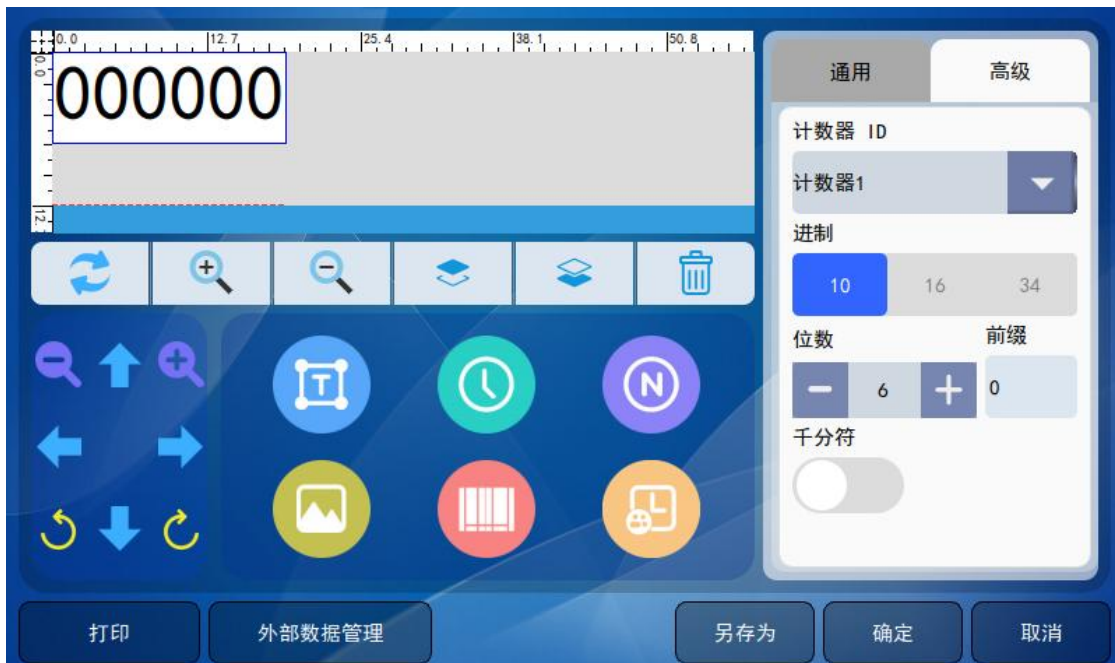 0.0 12.7 25.4 38.1 50.8
0.0
000000
12.
通用 高级
计数器 ID
计数器1
进制
10 16 34
位数 前缀
6 0
千分符
T
N
打印 外部数据管理 另存为 确定 取消